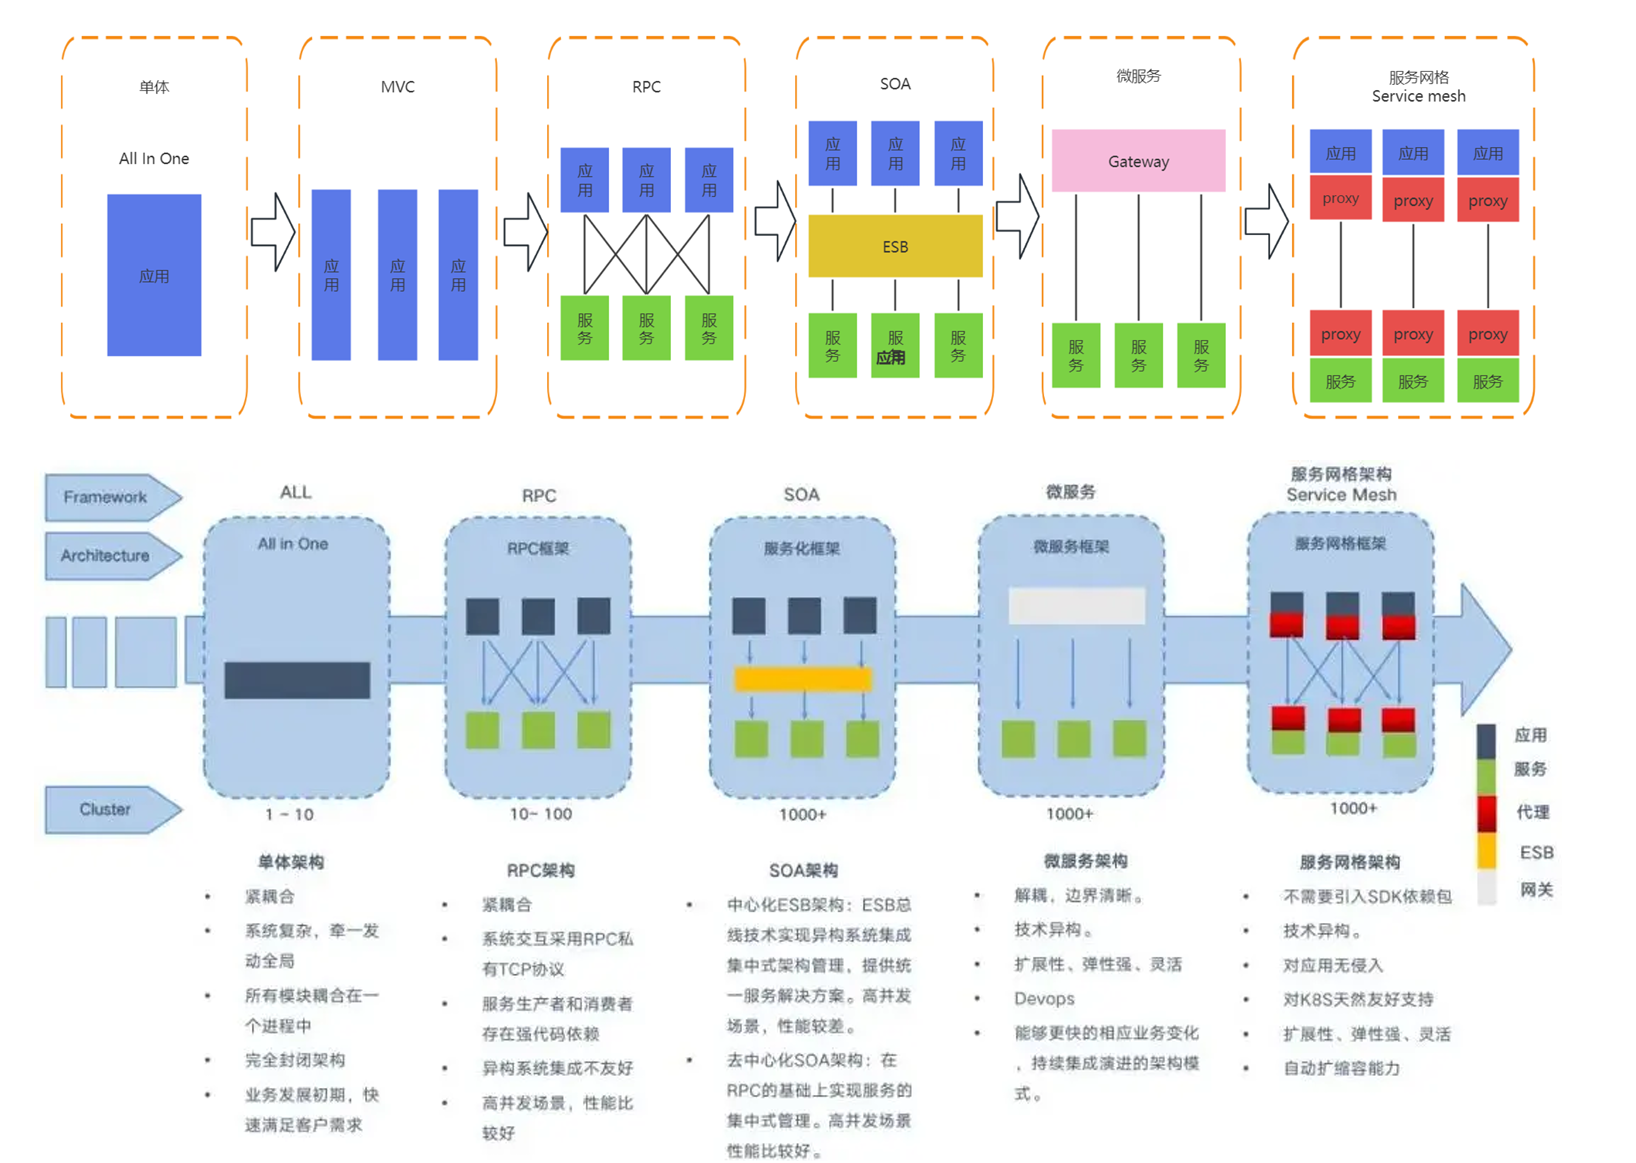 单体
All In One
应用
MVC
应
用
应
用
应
用
RPC
应
用
应
用
应
用
服
务
服
务
服
务
SOA
应
用
应
用
应
用
ESB
服
务
服
应用
服
务
微服务
Gateway
服
务
服
务
服
务
服务网格
Service mesh
应用
应用
应用
proxy
proxy
proxy
proxy
proxy
proxy
服务
服务
服务
Framework
Architecture
Cluster
ALL
All in One
1 ~ 10
RPC
RPC框架
10~ 100
SOA
服务化框架
1000+
微服务
微服务框架
1000+
服务网格架构
Service Mesh
服务网格框架
1000+
应用
服务
代理
ESB
网关
单体架构
• 紧耦合
• 系统复杂，牵一发
动全局
• 所有模块耦合在一
个进程中
• 完全封闭架构
• 业务发展初期，快
速满足客户需求
RPC架构
• 紧耦合
• 系统交互采用RPC私
有TCP协议
• 服务生产者和消费者
存在强代码依赖
• 异构系统集成不友好
• 高并发场景，性能比
较好
SOA架构
• 中心化ESB架构：ESB总
线技术实现异构系统集成
集中式架构管理，提供统
一服务解决方案。高并发
场景，性能较差。
• 去中心化SOA架构：在
RPC的基础上实现服务的
集中式管理。高并发场景
性能比较好。
微服务架构
• 解耦，边界清晰。
• 技术异构。
• 扩展性、弹性强、灵活
• Devops
• 能够更快的相应业务变化
，持续集成演进的架构模
式。
服务网格架构
• 不需要引入SDK依赖包
• 技术异构。
• 对应用无侵入
• 对K8S天然友好支持
• 扩展性、弹性强、灵活
• 自动扩缩容能力